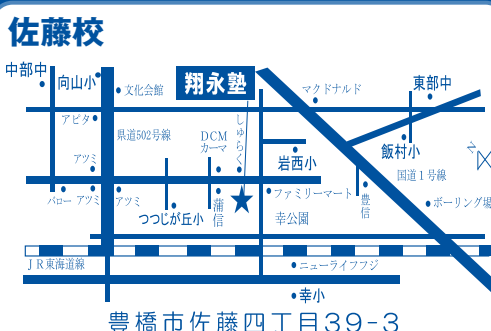 佐藤校
中部中
向山小
文化会館
翔永塾
マクドナルド
東部中
アピタ
県道502号線
DCM
カーマ
しゅらく
岩西小
飯村小
国道1号線
N
アツミ
バロー
アツミ
アツミ
つつじが丘小
蒲信
ファミリーマート
幸公園
豊信
ボーリング場
JR東海道線
ニューライフフジ
幸小
豊橋市佐藤四丁目39-3